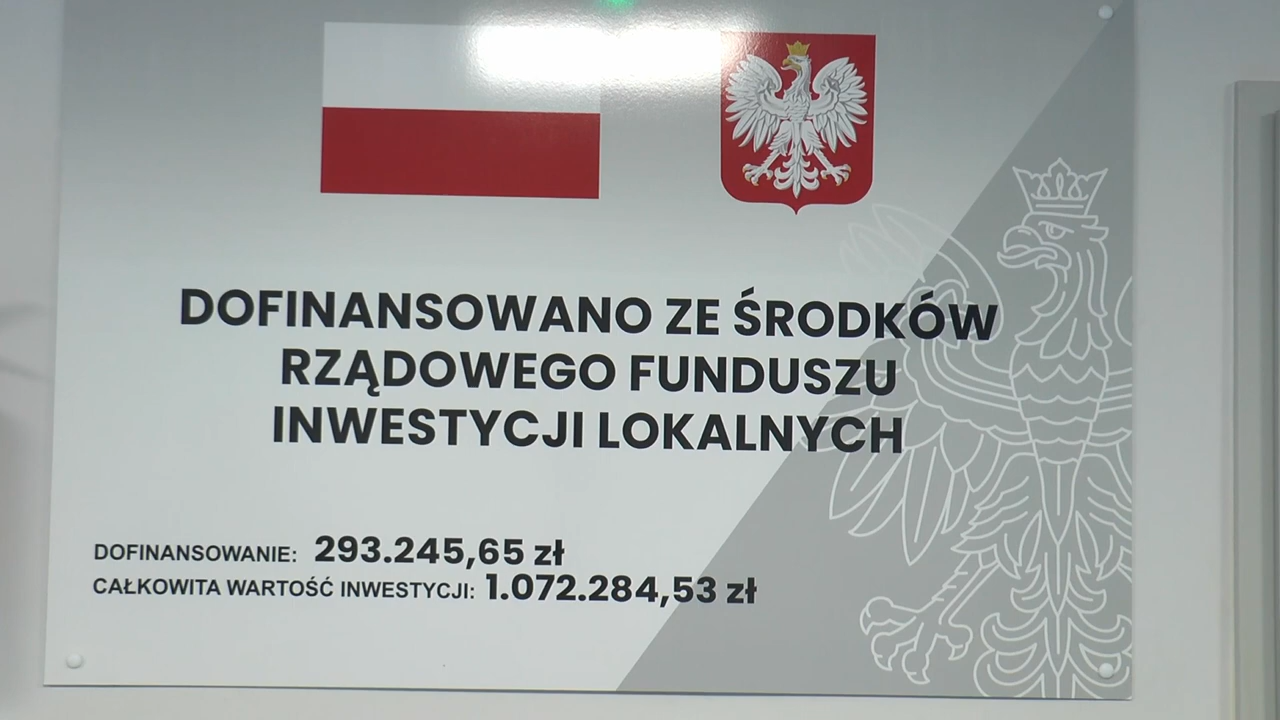 DOFINANSOWANO ZE ŚRODKÓW
RZĄDOWEGO FUNDUSZU
INWESTYCJI LOKALNYCH
DOFINANSOWANIE: 293.245,65 zł
CAŁKOWITA WARTOŚĆ INWESTYCJI: 1.072.284,53 zł